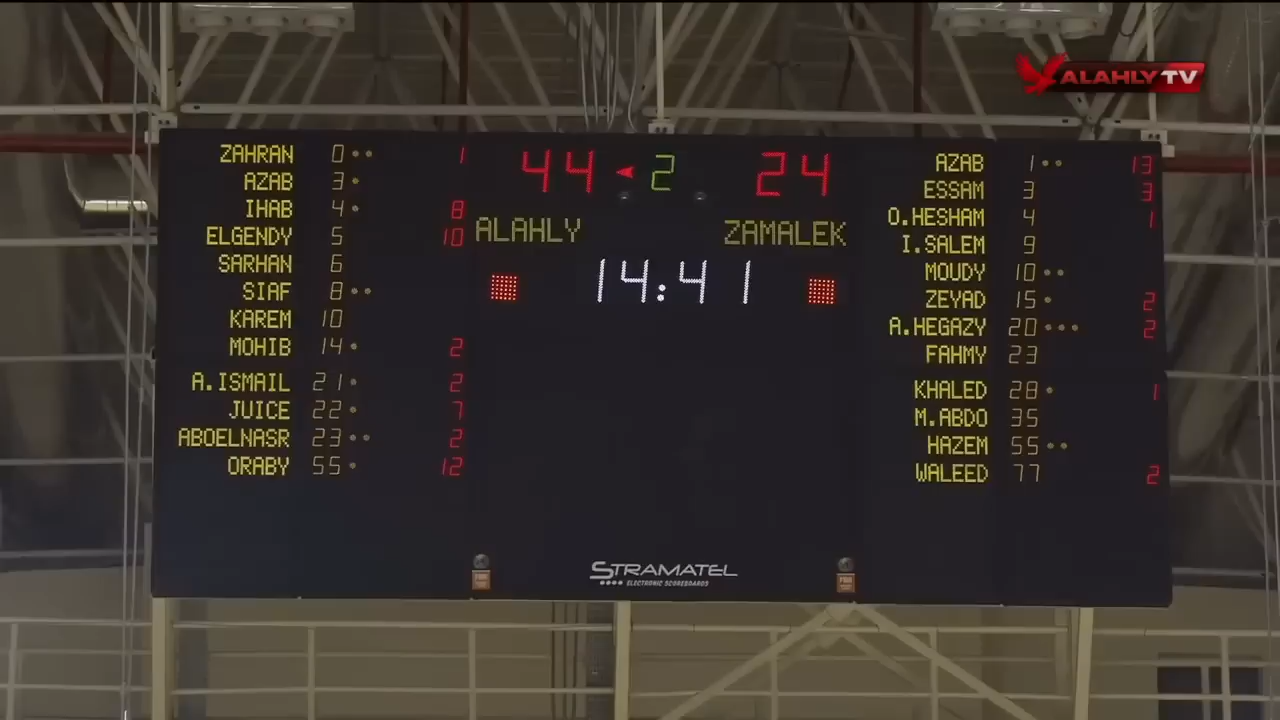 ALAHLY TV
ZAHRAN 0 1
AZAB 3
IHAB 4 8
ELGENDY 5 10
SARHAN 6
SIAF 8
KAREM 10
MOHIB 14 2
A.ISMAIL 21 2
JUICE 22 7
ABOELNASR 23 2
ORABY 55 12
44 2 24
ALAHLY ZAMALEK
14:41
AZAB 1 13
ESSAM 3 3
O.HESHAM 4 1
I.SALEM 9
MOUDY 10
ZEYAD 15 2
A.HEGAZY 20 2
FAHMY 23
KHALED 28 1
M.ABDO 35
HAZEM 55
WALEED 77 2
STRAMATEL
ELECTRONIC SCOREBOARDS